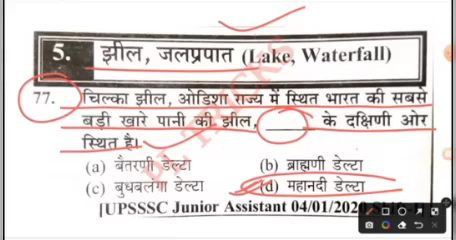 5. झील, जलप्रपात (Lake, Waterfall)
77. चिल्का झील, ओडिशा राज्य में स्थित भारत की सबसे
बड़ी खारे पानी की झील, ____ के दक्षिणी ओर
स्थित है।
(a) बैतरणी डेल्टा (b) ब्राह्मणी डेल्टा
(c) बुधबलंगा डेल्टा (d) महानदी डेल्टा
[UPSSSC Junior Assistant 04/01/2020